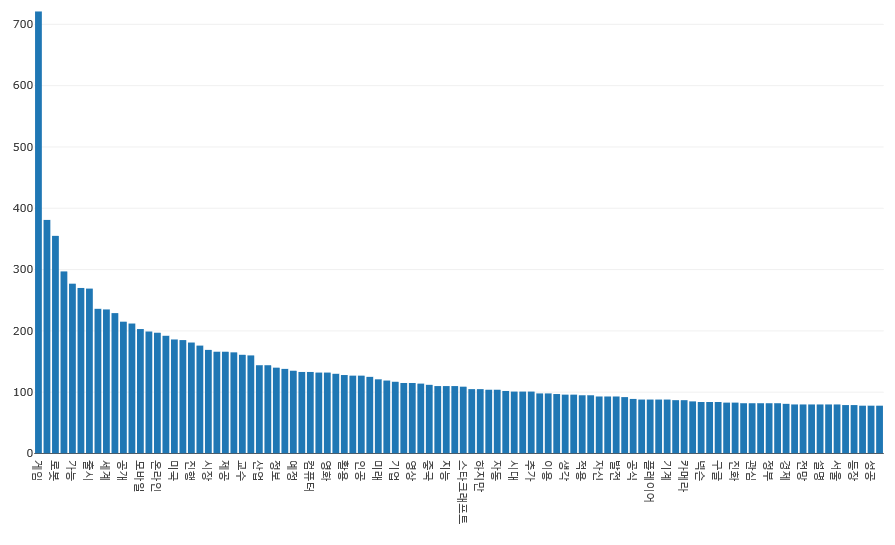 700
600
500
400
300
200
100
0
게임
로봇
가능
출시
세계
공개
모바일
온라인
미국
진행
시장
제공
교수
산업
정보
예정
컴퓨터
영화
활용
인공
미래
기업
영상
중국
지능
스타크래프트
하지만
자동
시대
추가
이용
생각
적용
자신
발전
공식
플레이어
기계
카메라
넥슨
구글
진화
관심
정부
경제
전망
설명
서울
등장
성공